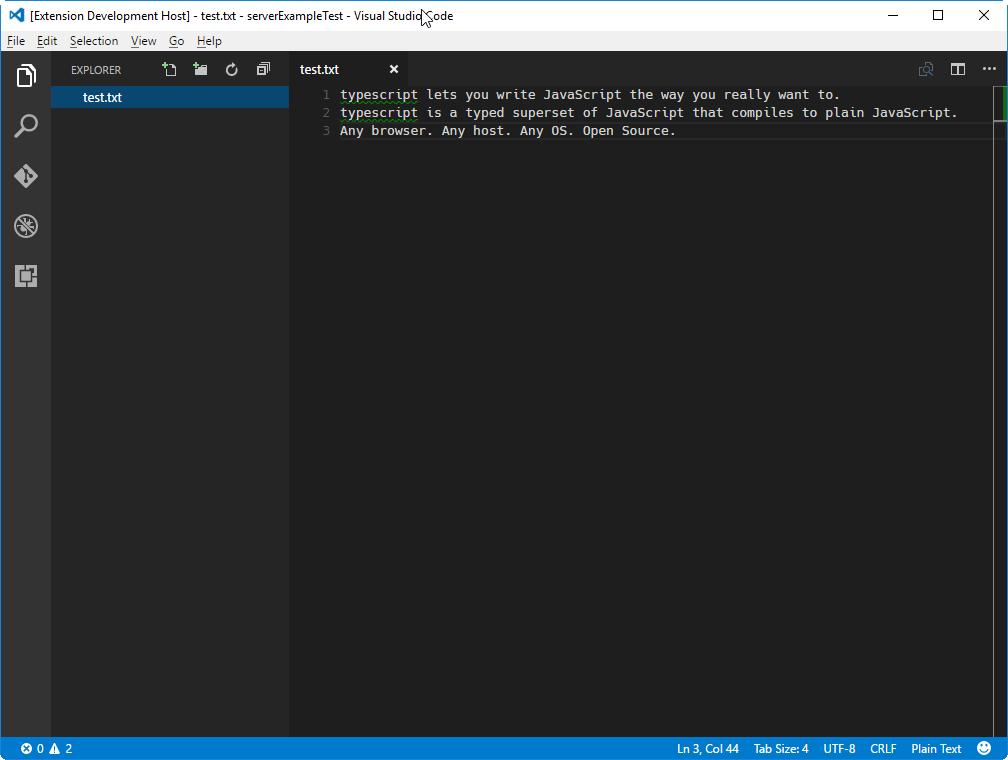 [Extension Development Host] - test.txt - serverExampleTest - Visual Studio Code
File Edit Selection View Go Help
EXPLORER
test.txt
test.txt
1 typescript lets you write JavaScript the way you really want to.
2 typescript is a typed superset of JavaScript that compiles to plain JavaScript.
3 Any browser. Any host. Any OS. Open Source.
0 2 Ln 3, Col 44 Tab Size: 4 UTF-8 CRLF Plain Text